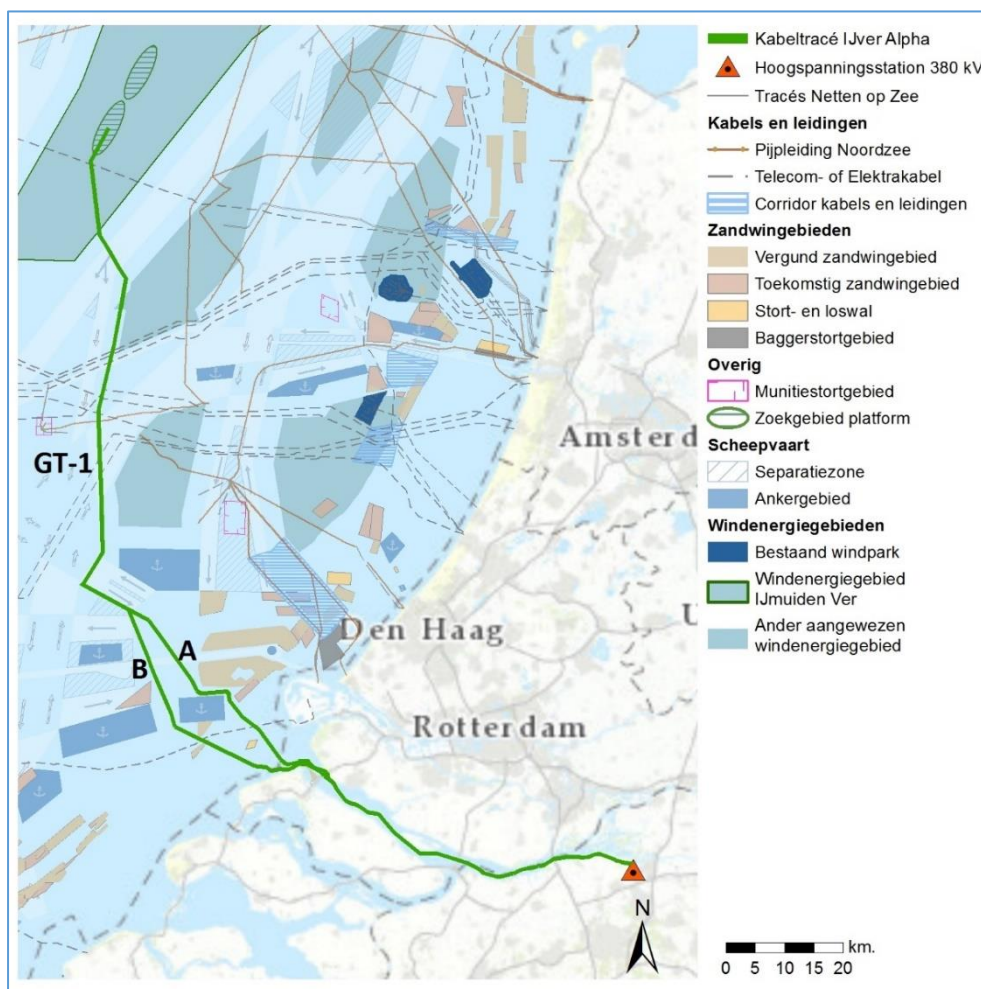 GT-1
A
B
Amsterd
U
Den Haag
Rotterdam
N
km.
0 5 10 20
Kabeltracé IJver Alpha
Hoogspanningsstation 380 kV
Tracés Netten op Zee
Kabels en leidingen
Pijpleiding Noordzee
Telecom- of Elektrakabel
Corridor kabels en leidingen
Zandwingebieden
Vergund zandwingebied
Toekomstig zandwingebied
Stort- en loswal
Baggerstortgebied
Overig
Munitiestortgebied
Zoekgebied platform
Scheepvaart
Separatiezone
Ankergebied
Windenergiegebieden
Bestaand windpark
Windenergiegebied
IJmuiden Ver
Ander aangewezen
windenergiegebied